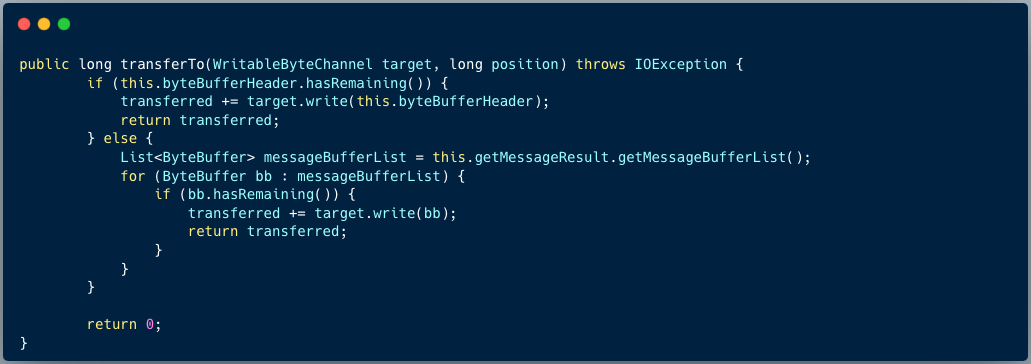 public long transferTo(WritableByteChannel target, long position) throws IOException {
        if (this.byteBufferHeader.hasRemaining()) {
            transferred += target.write(this.byteBufferHeader);
            return transferred;
        } else {
            List<ByteBuffer> messageBufferList = this.getMessageResult.getMessageBufferList();
            for (ByteBuffer bb : messageBufferList) {
                if (bb.hasRemaining()) {
                    transferred += target.write(bb);
                    return transferred;
                }
            }
        }

        return 0;
}